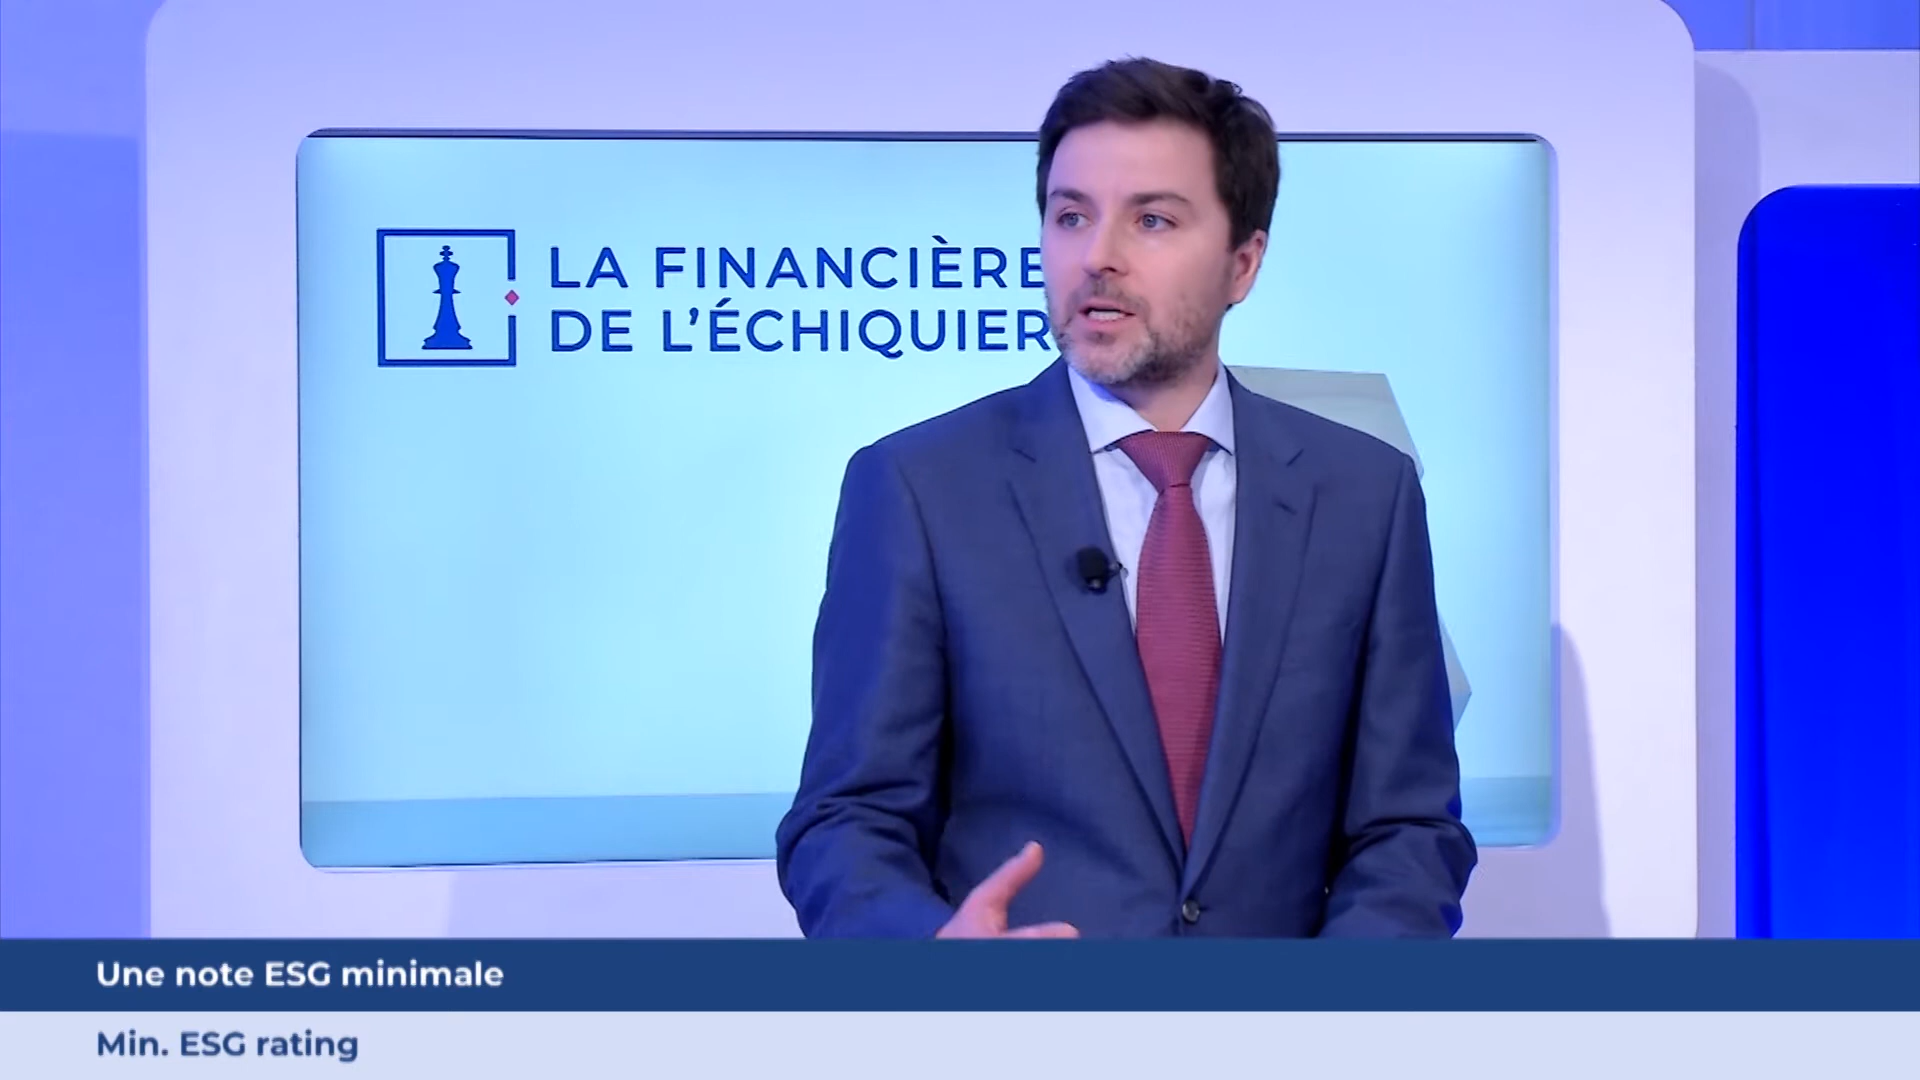 LA FINANCIÈRE
DE L'ÉCHIQUIER
Une note ESG minimale
Min. ESG rating